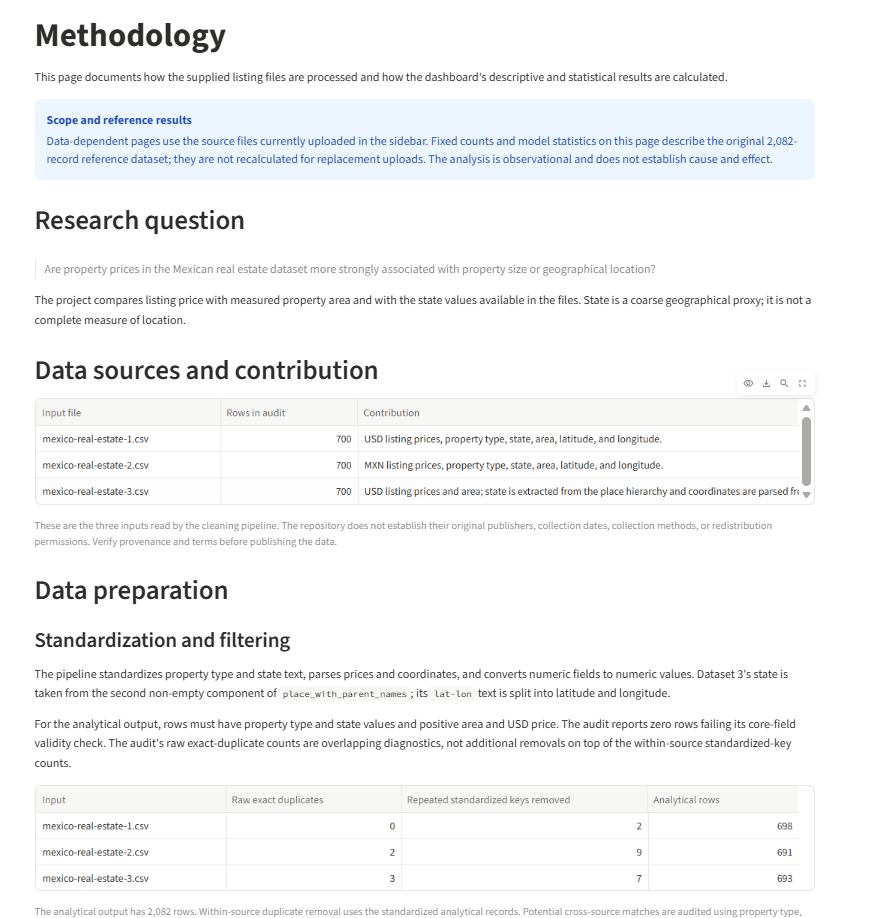 Methodology
This page documents how the supplied listing files are processed and how the dashboard's descriptive and statistical results are calculated.
Scope and reference results
Data-dependent pages use the source files currently uploaded in the sidebar. Fixed counts and model statistics on this page describe the original 2,082-
record reference dataset; they are not recalculated for replacement uploads. The analysis is observational and does not establish cause and effect.
Research question
Are property prices in the Mexican real estate dataset more strongly associated with property size or geographical location?
The project compares listing price with measured property area and with the state values available in the files. State is a coarse geographical proxy; it is not a
complete measure of location.
Data sources and contribution
Input file Rows in audit Contribution
mexico-real-estate-1.csv 700 USD listing prices, property type, state, area, latitude, and longitude.
mexico-real-estate-2.csv 700 MXN listing prices, property type, state, area, latitude, and longitude.
mexico-real-estate-3.csv 700 USD listing prices and area; state is extracted from the place hierarchy and coordinates are parsed
These are the three inputs read by the cleaning pipeline. The repository does not establish their original publishers, collection dates, collection methods, or redistribution
permissions. Verify provenance and terms before publishing the data.
Data preparation
Standardization and filtering
The pipeline standardizes property type and state text, parses prices and coordinates, and converts numeric fields to numeric values. Dataset 3's state is
taken from the second non-empty component of place_with_parent_names; its lat-lon text is split into latitude and longitude.
For the analytical output, rows must have property type and state values and positive area and USD price. The audit reports zero rows failing its core-field
validity check. The audit's raw exact-duplicate counts are overlapping diagnostics, not additional removals on top of the within-source standardized-key
counts.
Input Raw exact duplicates Repeated standardized keys removed Analytical rows
mexico-real-estate-1.csv 0 2 698
mexico-real-estate-2.csv 2 9 691
mexico-real-estate-3.csv 3 7 693
The analytical output has 2,082 rows. Within-source duplicate removal uses the standardized analytical records. Potential cross-source matches are audited using property type,